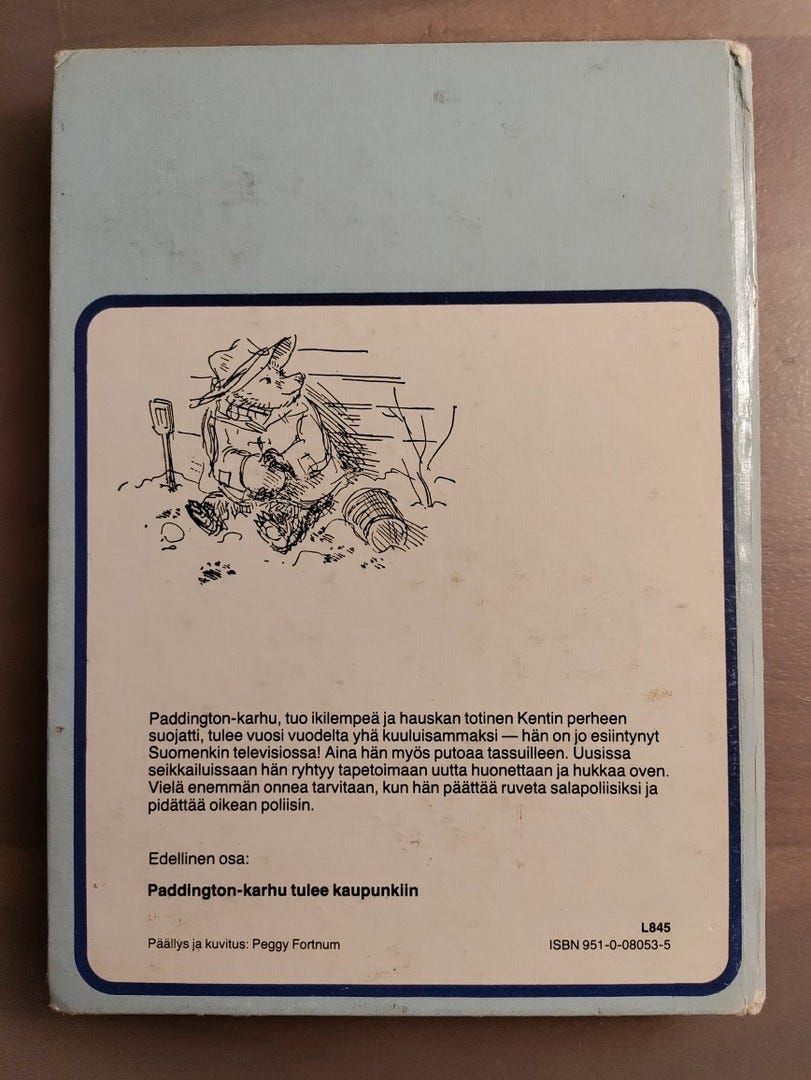 Paddington-karhu, tuo ikilempeä ja hauskan totinen Kentin perheen
suojatti, tulee vuosi vuodelta yhä kuuluisammaksi — hän on jo esiintynyt
Suomenkin televisiossa! Aina hän myös putoaa tassuilleen. Uusissa
seikkailuissaan hän ryhtyy tapetoimaan uutta huonettaan ja hukkaa oven.
Vielä enemmän onnea tarvitaan, kun hän päättää ruveta salapoliisiksi ja
pidättää oikean poliisin.
Edellinen osa:
Paddington-karhu tulee kaupunkiin
L845
Päällys ja kuvitus: Peggy Fortnum ISBN 951-0-08053-5